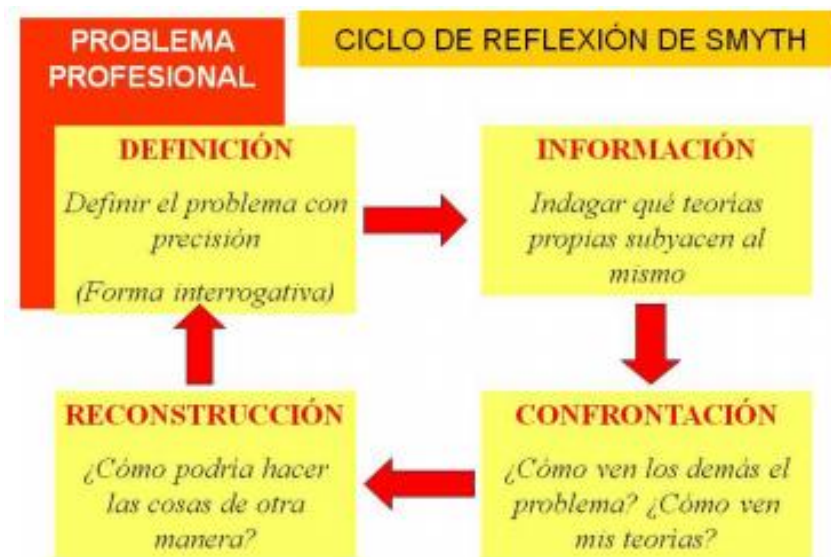 PROBLEMA
PROFESIONAL
CICLO DE REFLEXIÓN DE SMYTH
DEFINICIÓN
Definir el problema con
precisión
(Forma interrogativa)
INFORMACIÓN
Indagar qué teorías
propias subyacen al
mismo
RECONSTRUCCIÓN
¿Cómo podría hacer
las cosas de otra
manera?
CONFRONTACIÓN
¿Cómo ven los demás el
problema? ¿Cómo ven
mis teorías?